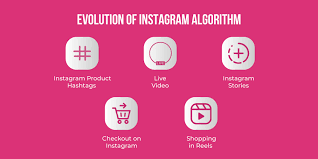 EVOLUTION OF INSTAGRAM ALGORITHM
Instagram Product
Hashtags
Live
Video
Instagram
Stories
Checkout on
Instagram
Shopping
in Reels